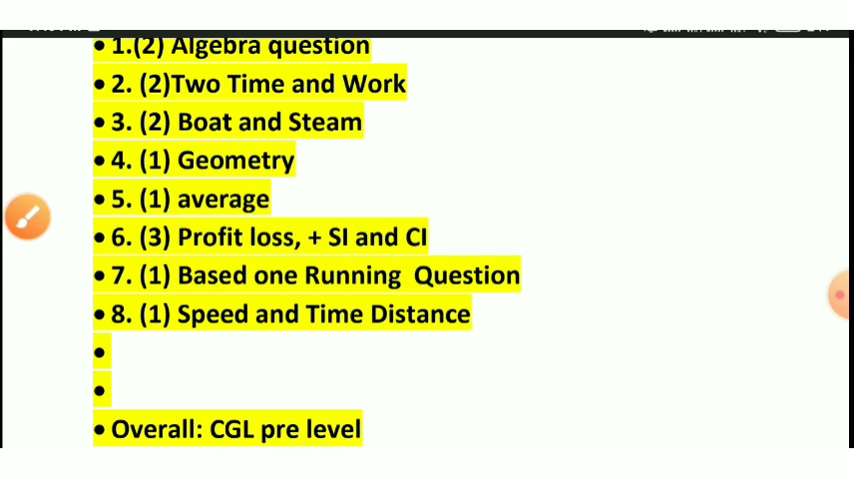 • 1.(2) Algebra question
• 2. (2)Two Time and Work
• 3. (2) Boat and Steam
• 4. (1) Geometry
• 5. (1) average
• 6. (3) Profit loss, + SI and CI
• 7. (1) Based one Running Question
• 8. (1) Speed and Time Distance
•
•
• Overall: CGL pre level